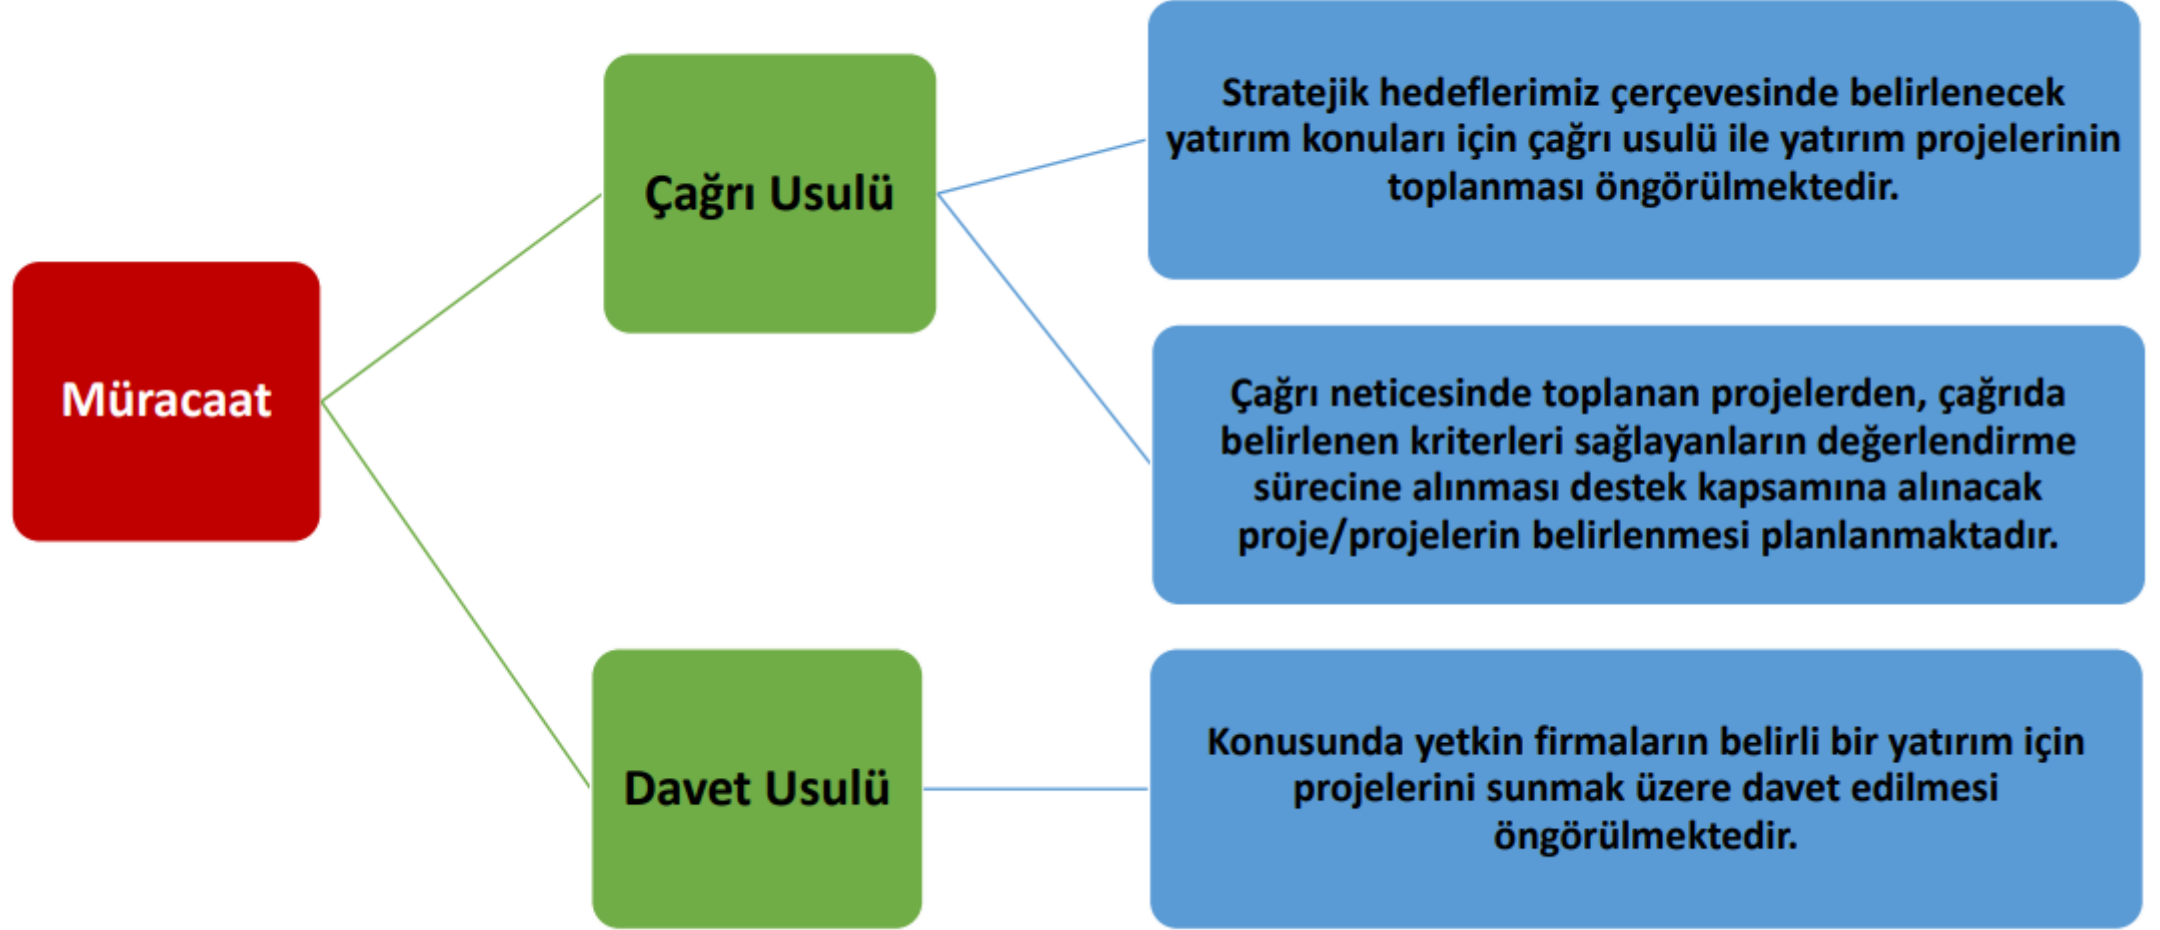 Müracaat
Çağrı Usulü
Stratejik hedeflerimiz çerçevesinde belirlenecek
yatırım konuları için çağrı usulü ile yatırım projelerinin
toplanması öngörülmektedir.
Çağrı neticesinde toplanan projelerden, çağrıda
belirlenen kriterleri sağlayanların değerlendirme
sürecine alınması destek kapsamına alınacak
proje/projelerin belirlenmesi planlanmaktadır.
Davet Usulü
Konusunda yetkin firmaların belirli bir yatırım için
projelerini sunmak üzere davet edilmesi
öngörülmektedir.